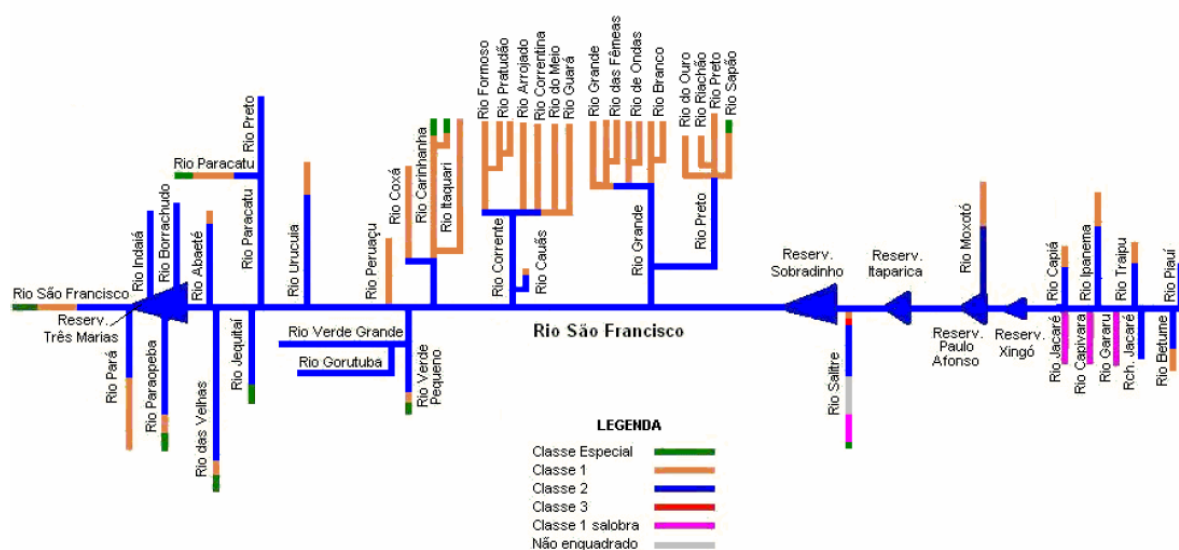 Rio Formoso
Rio Pratudão
Rio Arrojado
Rio Correntina
Rio do Meio
Rio Guará
Rio Grande
Rio das Fêmeas
Rio de Ondas
Rio Branco
Rio do Ouro
Rio Riachão
Rio Preto
Rio Sapão
Rio Preto
Rio Paracatu
Rio Coxá
Rio Carinhanha
Rio Itaquari
Rio Indaiá
Rio Borrachudo
Rio Abaeté
Rio Paracatu
Rio Urucuia
Rio Peruaçu
Rio Corrente
Rio Cauãs
Rio Grande
Rio Preto
Reserv.
Sobradinho
Reserv.
Itaparica
Rio Moxotó
Rio Capiá
Rio Ipanema
Rio Traipu
Rio Piauí
Rio São Francisco
Reserv.
Três Marias
Rio São Francisco
Rio Pará
Rio Paraopeba
Rio das Velhas
Rio Jequitaí
Rio Verde Grande
Rio Gorutuba
Rio Verde
Pequeno
Rio Salitre
Reserv.
Paulo
Afonso
Reserv.
Xingó
Rio Jacaré
Rio Capivara
Rio Gararu
Rch. Jacaré
Rio Betume
LEGENDA
Classe Especial
Classe 1
Classe 2
Classe 3
Classe 1 salobra
Não enquadrado